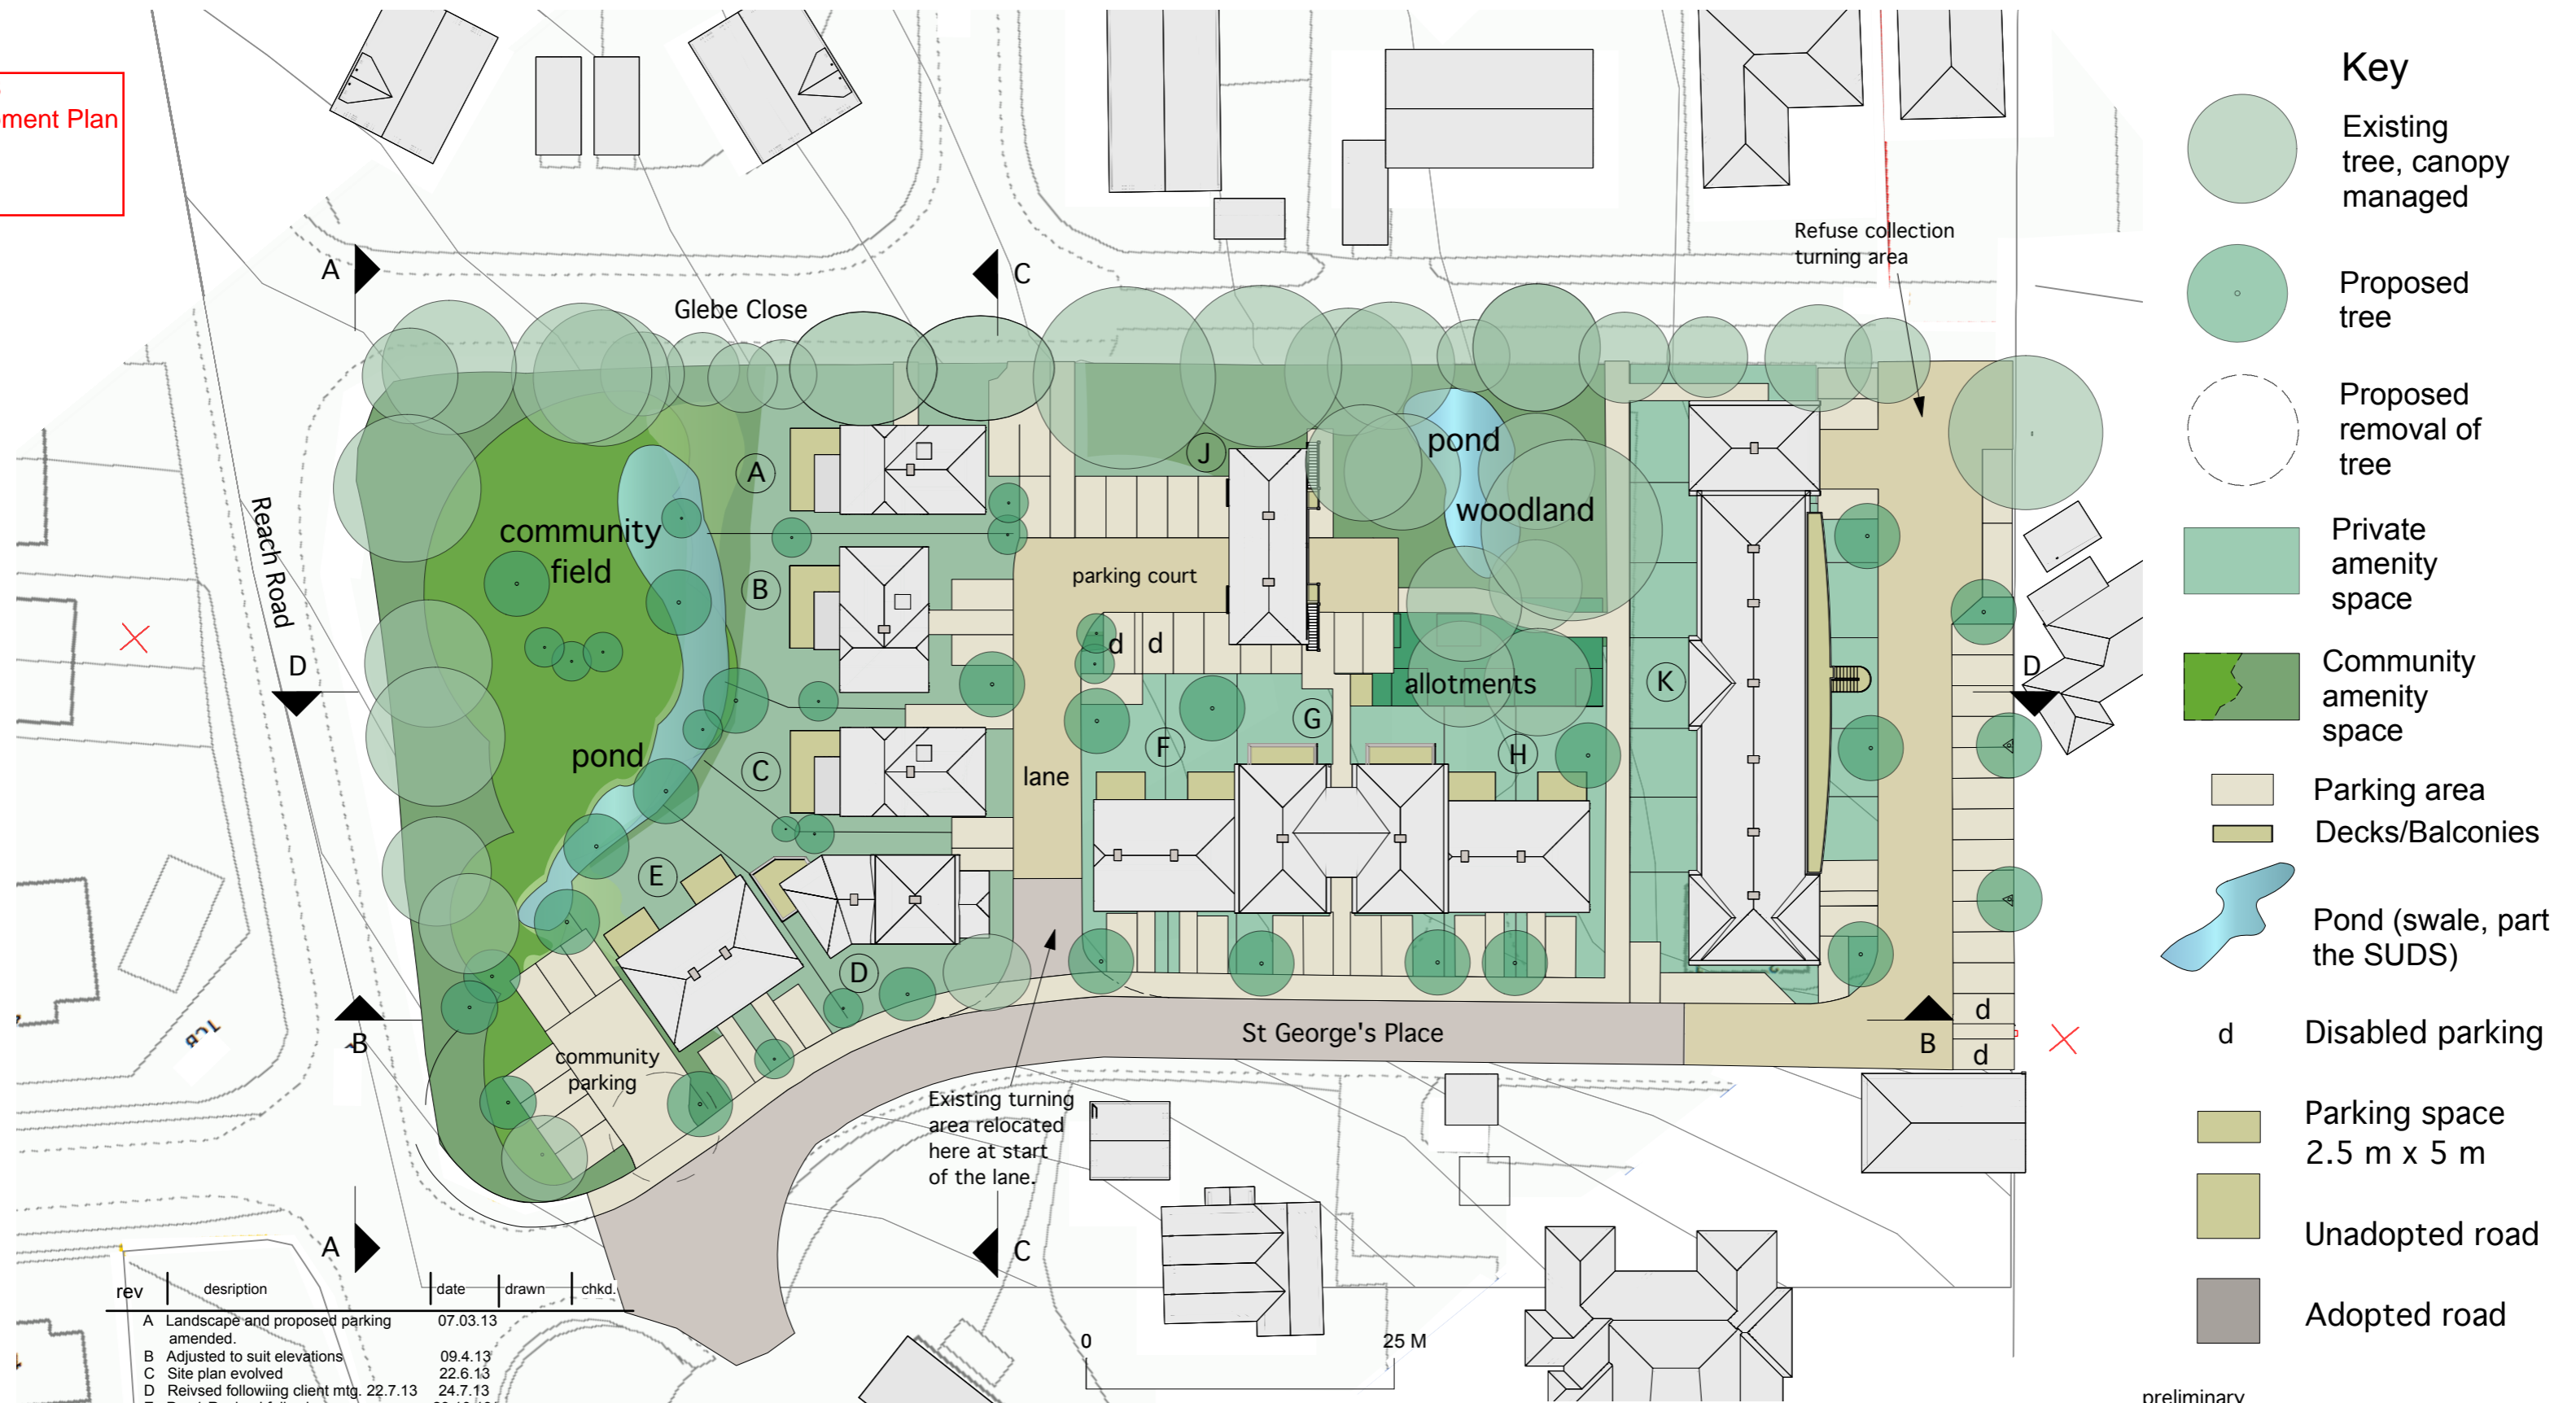 ment Plan
A
C
Glebe Close
Refuse collection
turning area
Reach Road
community
field
pond
A
B
C
D
E
F
G
H
J
K
pond
woodland
parking court
d
d
allotments
lane
D
D
B
B
d
d
St George's Place
community
parking
Existing turning
area relocated
here at start
of the lane.
TCB
A
C
0
25 M
rev
desription
date
drawn
chkd.
A Landscape and proposed parking 07.03.13
amended.
B Adjusted to suit elevations 09.4.13
C Site plan evolved 22.6.13
D Reivsed followiing client mtg. 22.7.13 24.7.13
Key
Existing
tree, canopy
managed
Proposed
tree
Proposed
removal of
tree
Private
amenity
space
Community
amenity
space
Parking area
Decks/Balconies
Pond (swale, part
the SUDS)
d Disabled parking
Parking space
2.5 m x 5 m
Unadopted road
Adopted road
preliminary